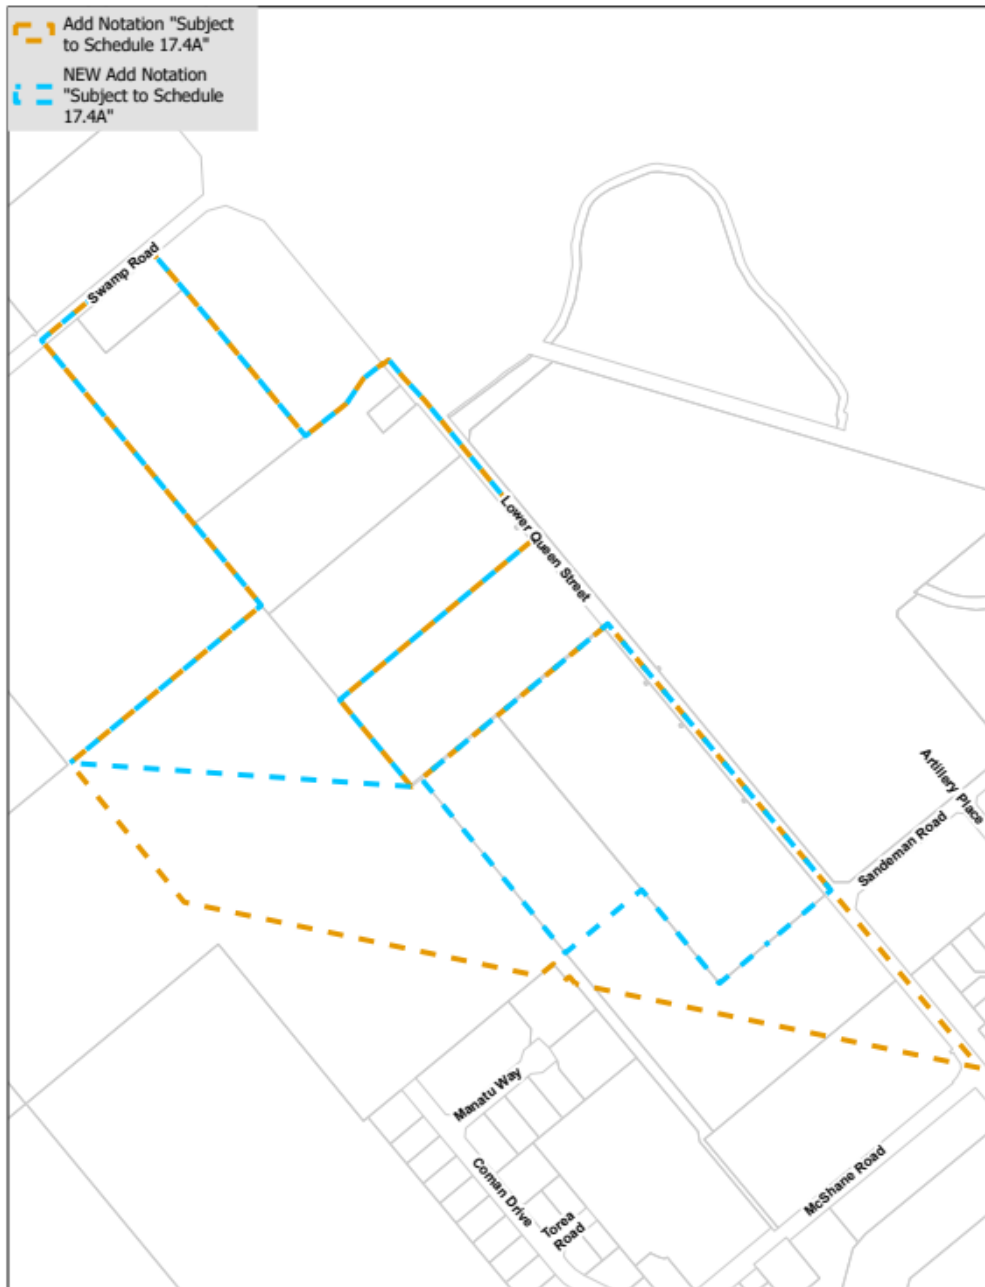 Add Notation "Subject
to Schedule 17.4A"
NEW Add Notation
"Subject to Schedule
17.4A"
Swamp Road
Lower Queen Street
Artillery Place
Sandeman Road
Manatu Way
McShane Road
Coman Drive
Torea
Road